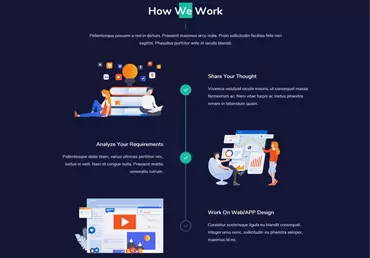 How We Work
Pellentesque posuere a nisl in dictum. Praesent maximus arcu nulla. Proin sollicitudin facilisis felis nec
sagittis. Phasellus porttitor ante at iaculis blandit.
Share Your Thought
Vivamus volutpat iaculis mauris, ut consequat massa
fermentum ac. Nam vitae turpis ac metus pharetra
ornare in bibendum quam.
Analyze Your Requirements
Pellentesque dolor diam, varius ultrices porttitor nec,
luctus in velit. Nam et congue nulla. Praesent mattis
venenatis rutrum.
Work On Web/APP Design
Curabitur scelerisque ligula eu blandit consequat.
Integer urna nunc, sollicitudin eu pharetra semper,
maximus id mi.